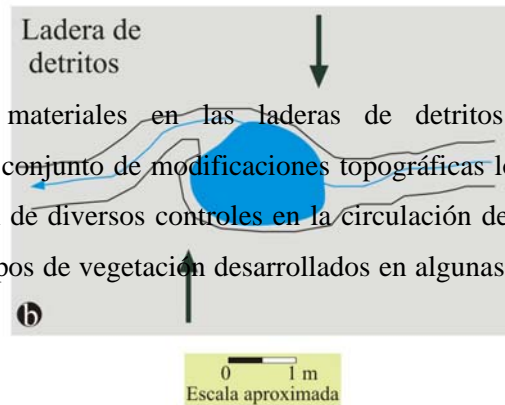 Ladera de
detritos
materiales en las laderas de detritos
conjunto de modificaciones topográficas
de diversos controles en la circulación de
de vegetación desarrollados en algunas
b
0 1 m
Escala aproximada